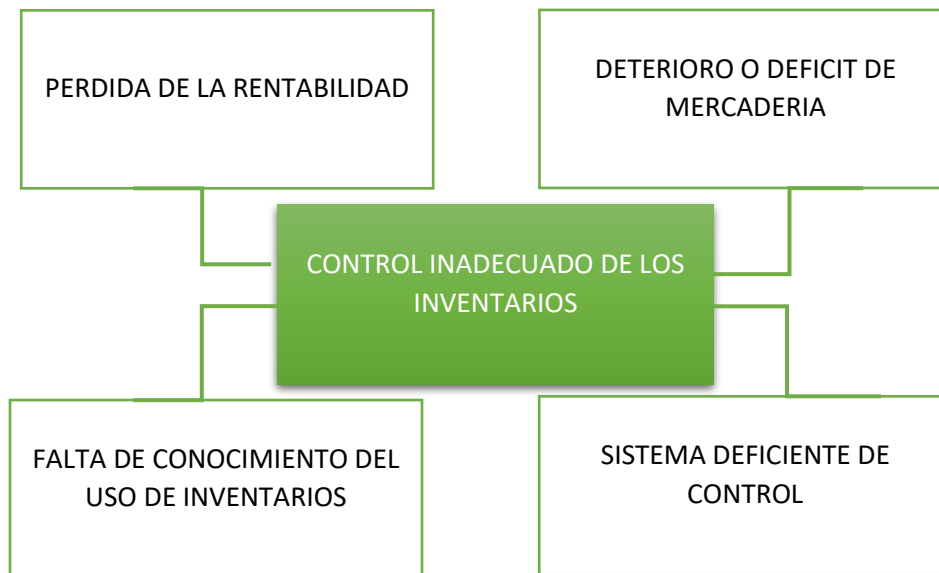 PERDIDA DE LA RENTABILIDAD
DETERIORO O DEFICIT DE
MERCADERIA
CONTROL INADECUADO DE LOS
INVENTARIOS
FALTA DE CONOCIMIENTO DEL
USO DE INVENTARIOS
SISTEMA DEFICIENTE DE
CONTROL